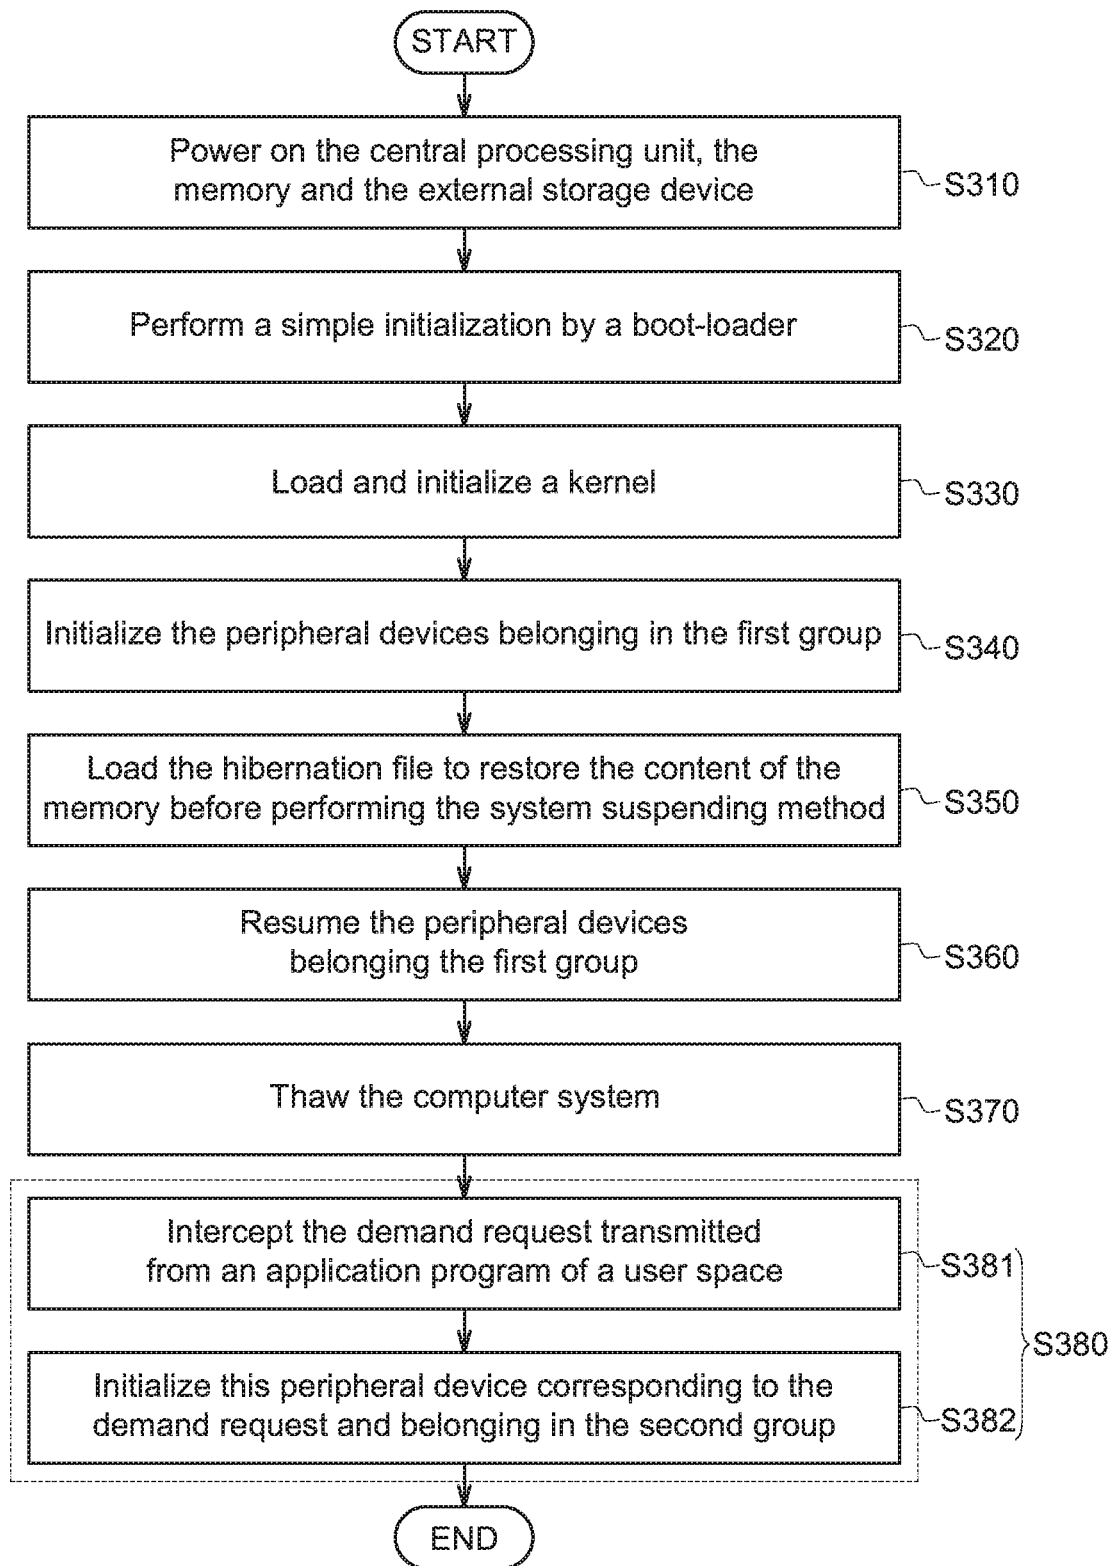 START
Power on the central processing unit, the
memory and the external storage device
S310
Perform a simple initialization by a boot-loader
S320
Load and initialize a kernel
S330
Initialize the peripheral devices belonging in the first group
S340
Load the hibernation file to restore the content of the
memory before performing the system suspending method
S350
Resume the peripheral devices
belonging the first group
S360
Thaw the computer system
S370
Intercept the demand request transmitted
from an application program of a user space
S381
S380
Initialize this peripheral device corresponding to the
demand request and belonging in the second group
S382
END